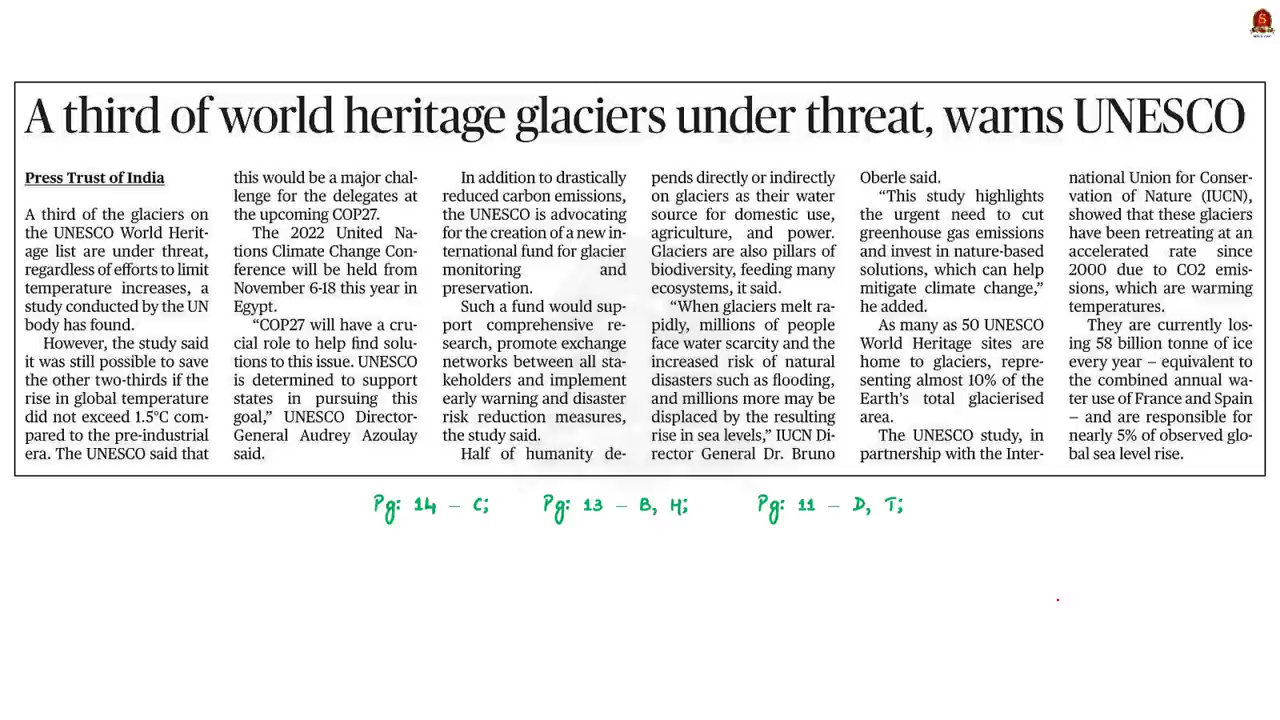 A third of world heritage glaciers under threat, warns UNESCO
Press Trust of India
A third of the glaciers on
the UNESCO World Herit-
age list are under threat,
regardless of efforts to limit
temperature increases, a
study conducted by the UN
body has found.
However, the study said
it was still possible to save
the other two-thirds if the
rise in global temperature
did not exceed 1.5°C com-
pared to the pre-industrial
era. The UNESCO said that
this would be a major chal-
lenge for the delegates at
the upcoming COP27.
The 2022 United Na-
tions Climate Change Con-
ference will be held from
November 6-18 this year in
Egypt.
“COP27 will have a cru-
cial role to help find solu-
tions to this issue. UNESCO
is determined to support
states in pursuing this
goal,” UNESCO Director-
General Audrey Azoulay
said.
In addition to drastically
reduced carbon emissions,
the UNESCO is advocating
for the creation of a new in-
ternational fund for glacier
monitoring and
preservation.
Such a fund would sup-
port comprehensive re-
search, promote exchange
networks between all sta-
keholders and implement
early warning and disaster
risk reduction measures,
the study said.
Half of humanity de-
pends directly or indirectly
on glaciers as their water
source for domestic use,
agriculture, and power.
Glaciers are also pillars of
biodiversity, feeding many
ecosystems, it said.
“When glaciers melt ra-
pidly, millions of people
face water scarcity and the
increased risk of natural
disasters such as flooding,
and millions more may be
displaced by the resulting
rise in sea levels,” IUCN Di-
rector General Dr. Bruno
Oberle said.
“This study highlights
the urgent need to cut
greenhouse gas emissions
and invest in nature-based
solutions, which can help
mitigate climate change,”
he added.
As many as 50 UNESCO
World Heritage sites are
home to glaciers, repre-
senting almost 10% of the
Earth’s total glacierised
area.
The UNESCO study, in
partnership with the Inter-
national Union for Conser-
vation of Nature (IUCN),
showed that these glaciers
have been retreating at an
accelerated rate since
2000 due to CO2 emis-
sions, which are warming
temperatures.
They are currently los-
ing 58 billion tonne of ice
every year – equivalent to
the combined annual wa-
ter use of France and Spain
– and are responsible for
nearly 5% of observed glo-
bal sea level rise.
Pg: 14 – C; Pg: 13 – B, H; Pg: 11 – D, T;